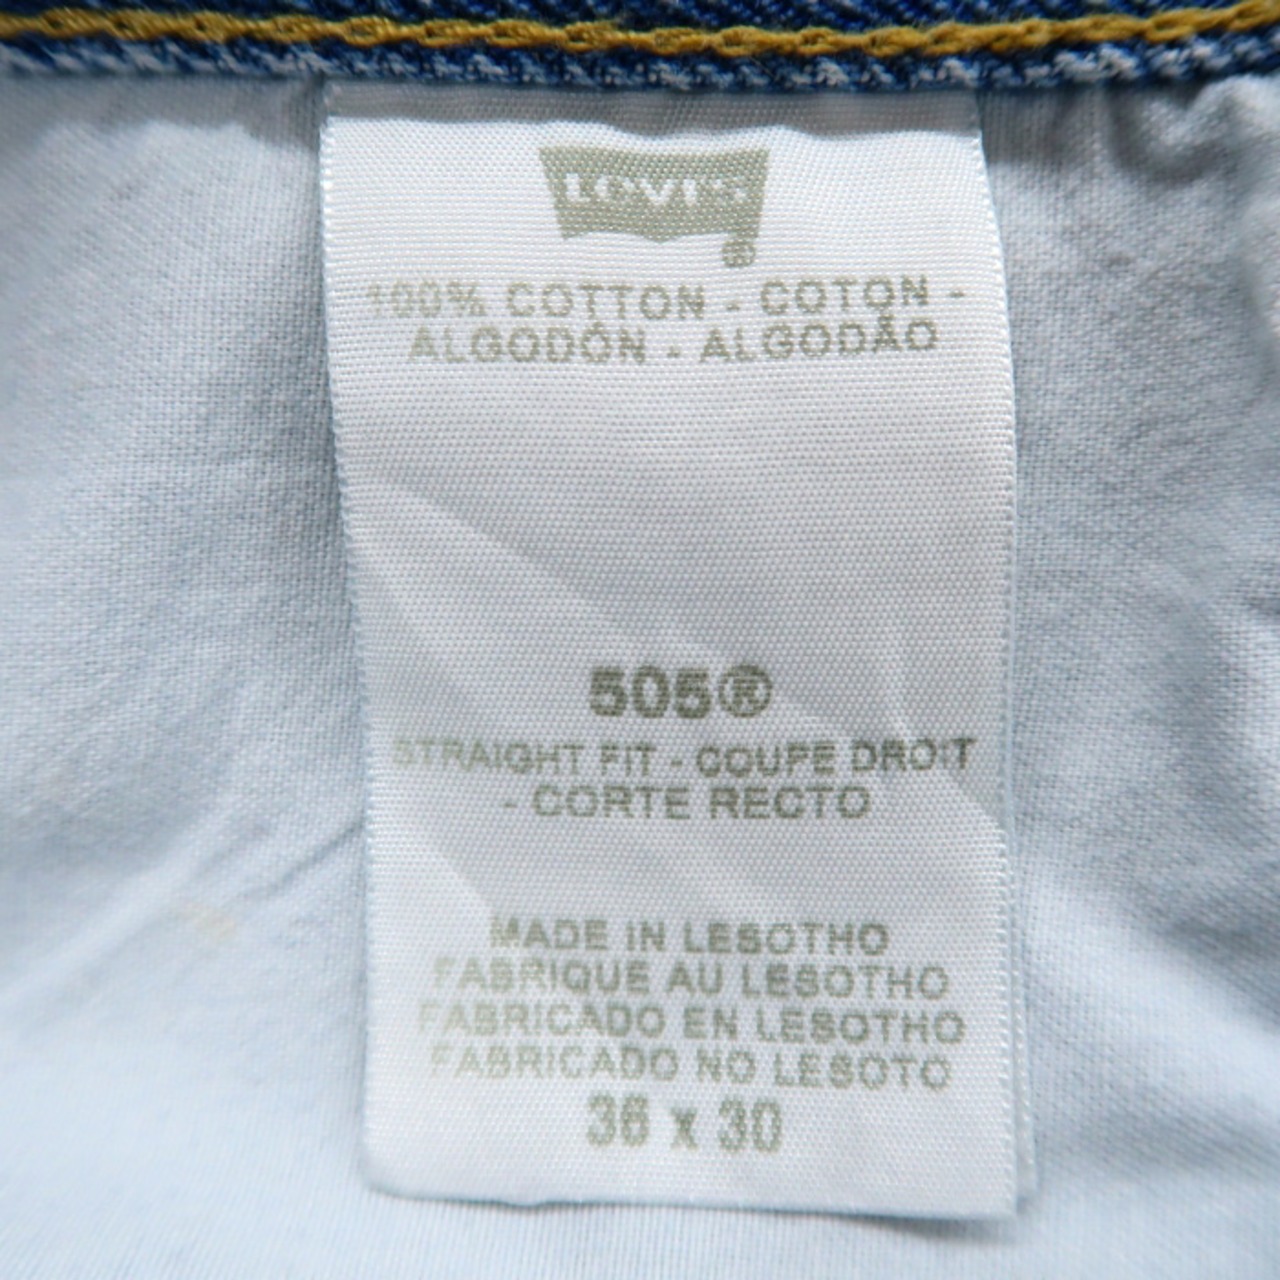 LEVI'S
®
100% COTTON - COTON -
ALGODÓN - ALGODÃO
505®
STRAIGHT FIT - COUPE DROIT
- CORTE RECTO
MADE IN LESOTHO
FABRIQUE AU LESOTHO
FABRICADO EN LESOTHO
FABRICADO NO LESOTO
36 x 30